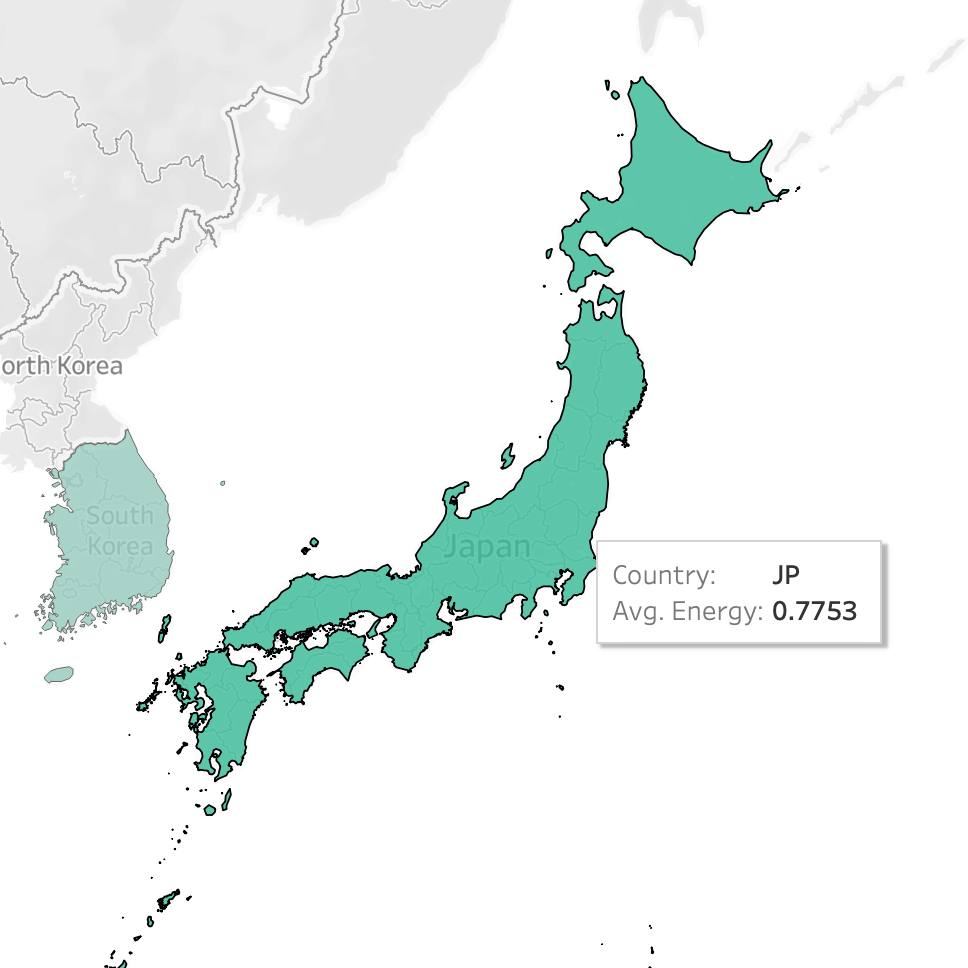 orth Korea
South
Korea
Japan
Country: JP
Avg. Energy: 0.7753